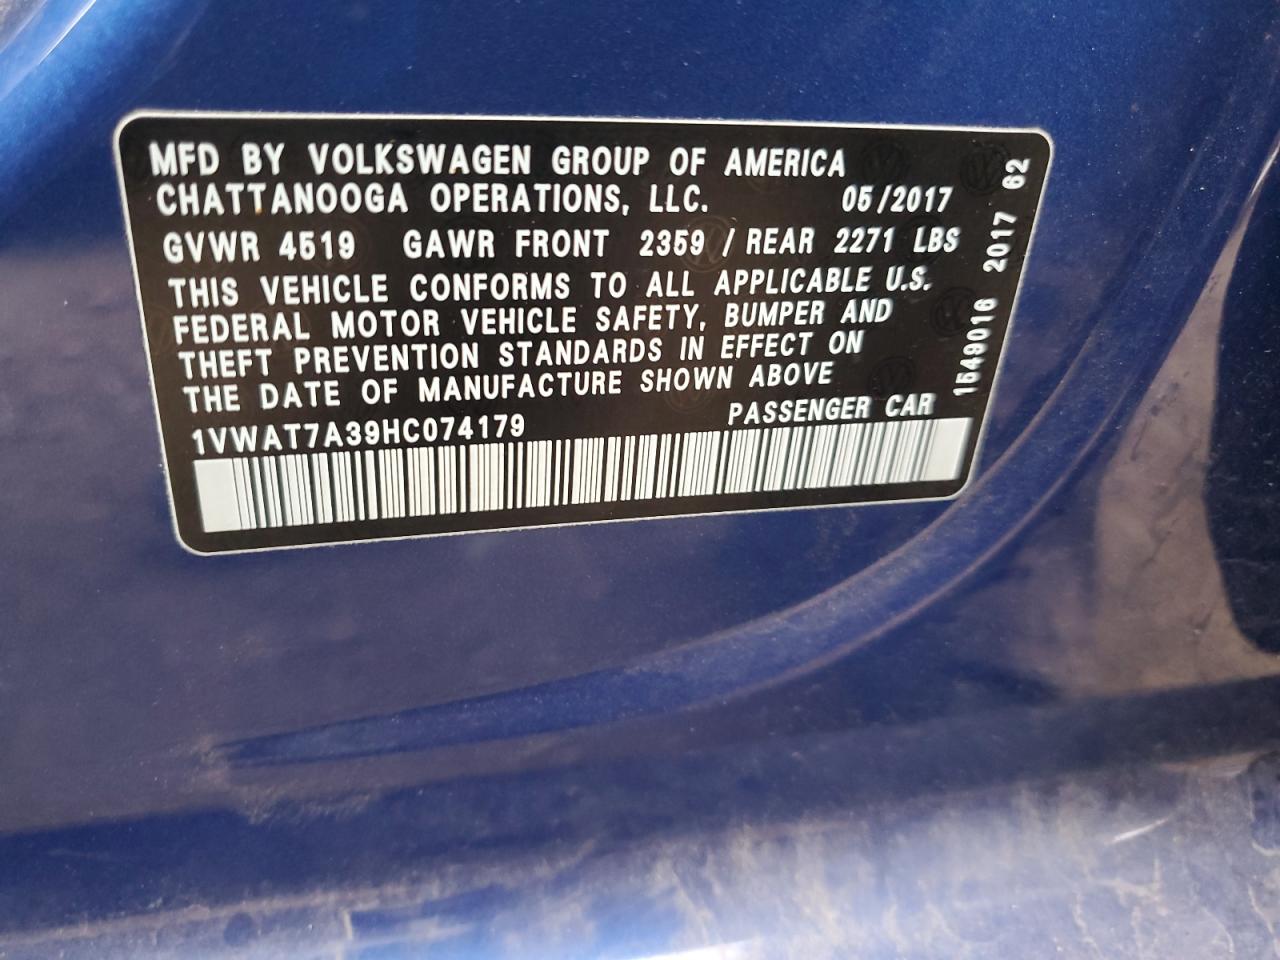 MFD BY VOLKSWAGEN GROUP OF AMERICA
CHATTANOOGA OPERATIONS, LLC. 05/2017
GVWR 4519 GAWR FRONT 2359 / REAR 2271 LBS
THIS VEHICLE CONFORMS TO ALL APPLICABLE U.S.
FEDERAL MOTOR VEHICLE SAFETY, BUMPER AND
THEFT PREVENTION STANDARDS IN EFFECT ON
THE DATE OF MANUFACTURE SHOWN ABOVE
1VWAT7A39HC074179 PASSENGER CAR
1549016 2017 62